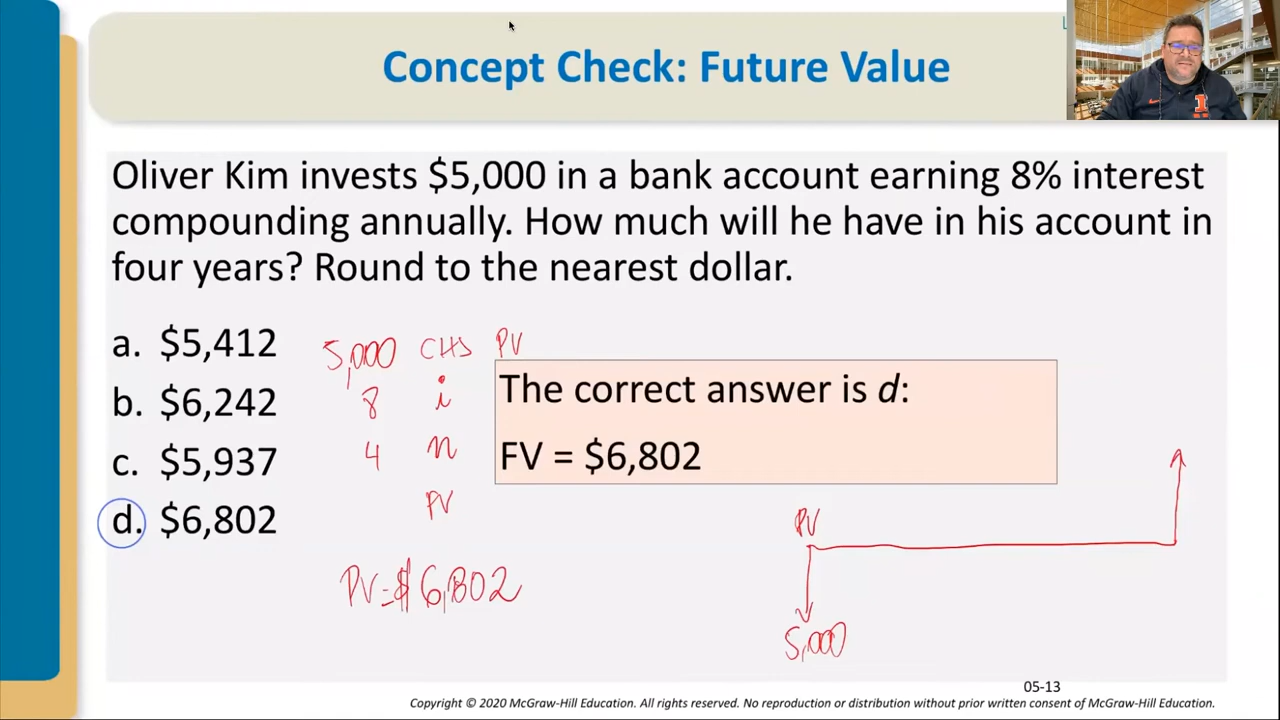 Concept Check: Future Value
Oliver Kim invests $5,000 in a bank account earning 8% interest
compounding annually. How much will he have in his account in
four years? Round to the nearest dollar.
a. $5,412
b. $6,242
c. $5,937
d. $6,802
5,000 CHS PV
8 i
4 n
PV
PV=$6,802
The correct answer is d:
FV = $6,802
PV
5,000
05-13
Copyright © 2020 McGraw-Hill Education. All rights reserved. No reproduction or distribution without prior written consent of McGraw-Hill Education.